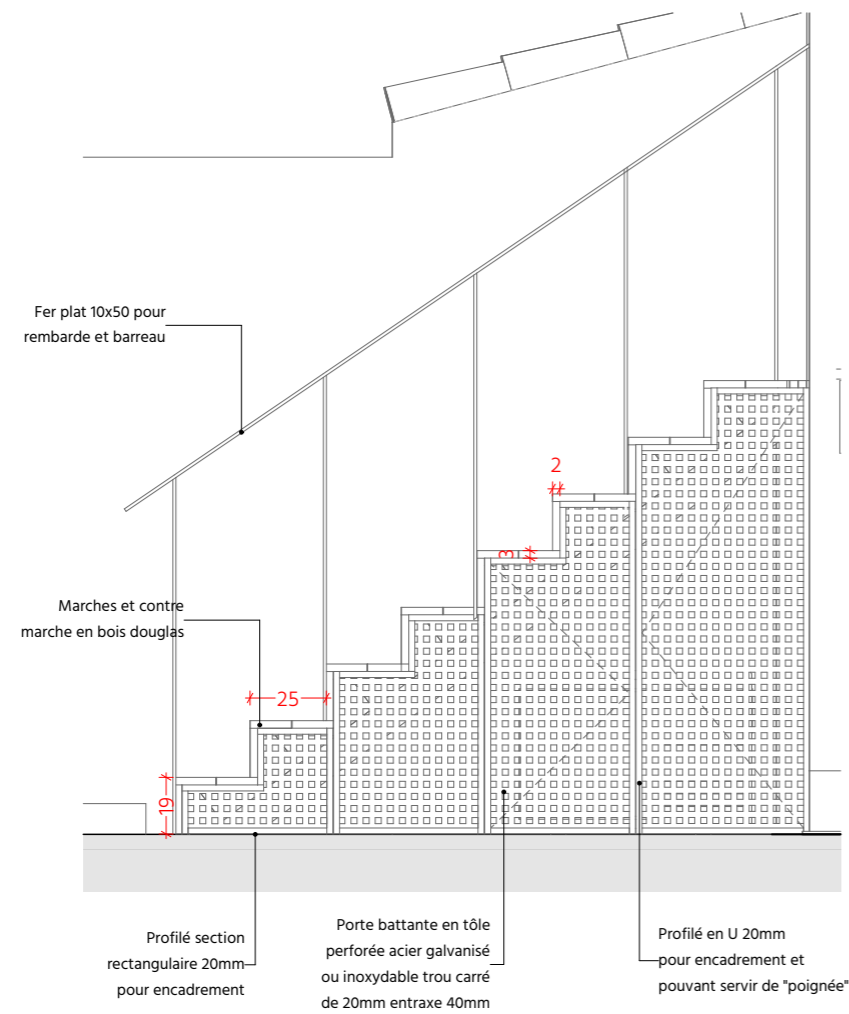 Fer plat 10x50 pour
rembarde et barreau
2
3
Marches et contre
marche en bois douglas
25
19
Profilé section
rectangulaire 20mm
pour encadrement
Porte battante en tôle
perforée acier galvanisé
ou inoxydable trou carré
de 20mm entraxe 40mm
Profilé en U 20mm
pour encadrement et
pouvant servir de "poignée"